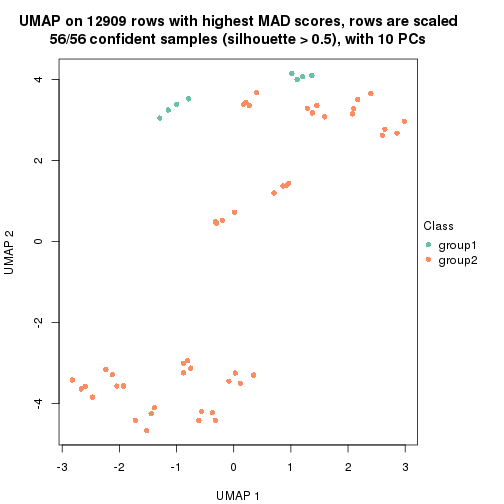 UMAP on 12909 rows with highest MAD scores, rows are scaled
56/56 confident samples (silhouette > 0.5), with 10 PCs
4
2
0
-2
-4
UMAP 2
-3
-2
-1
0
1
2
3
UMAP 1
Class
group1
group2